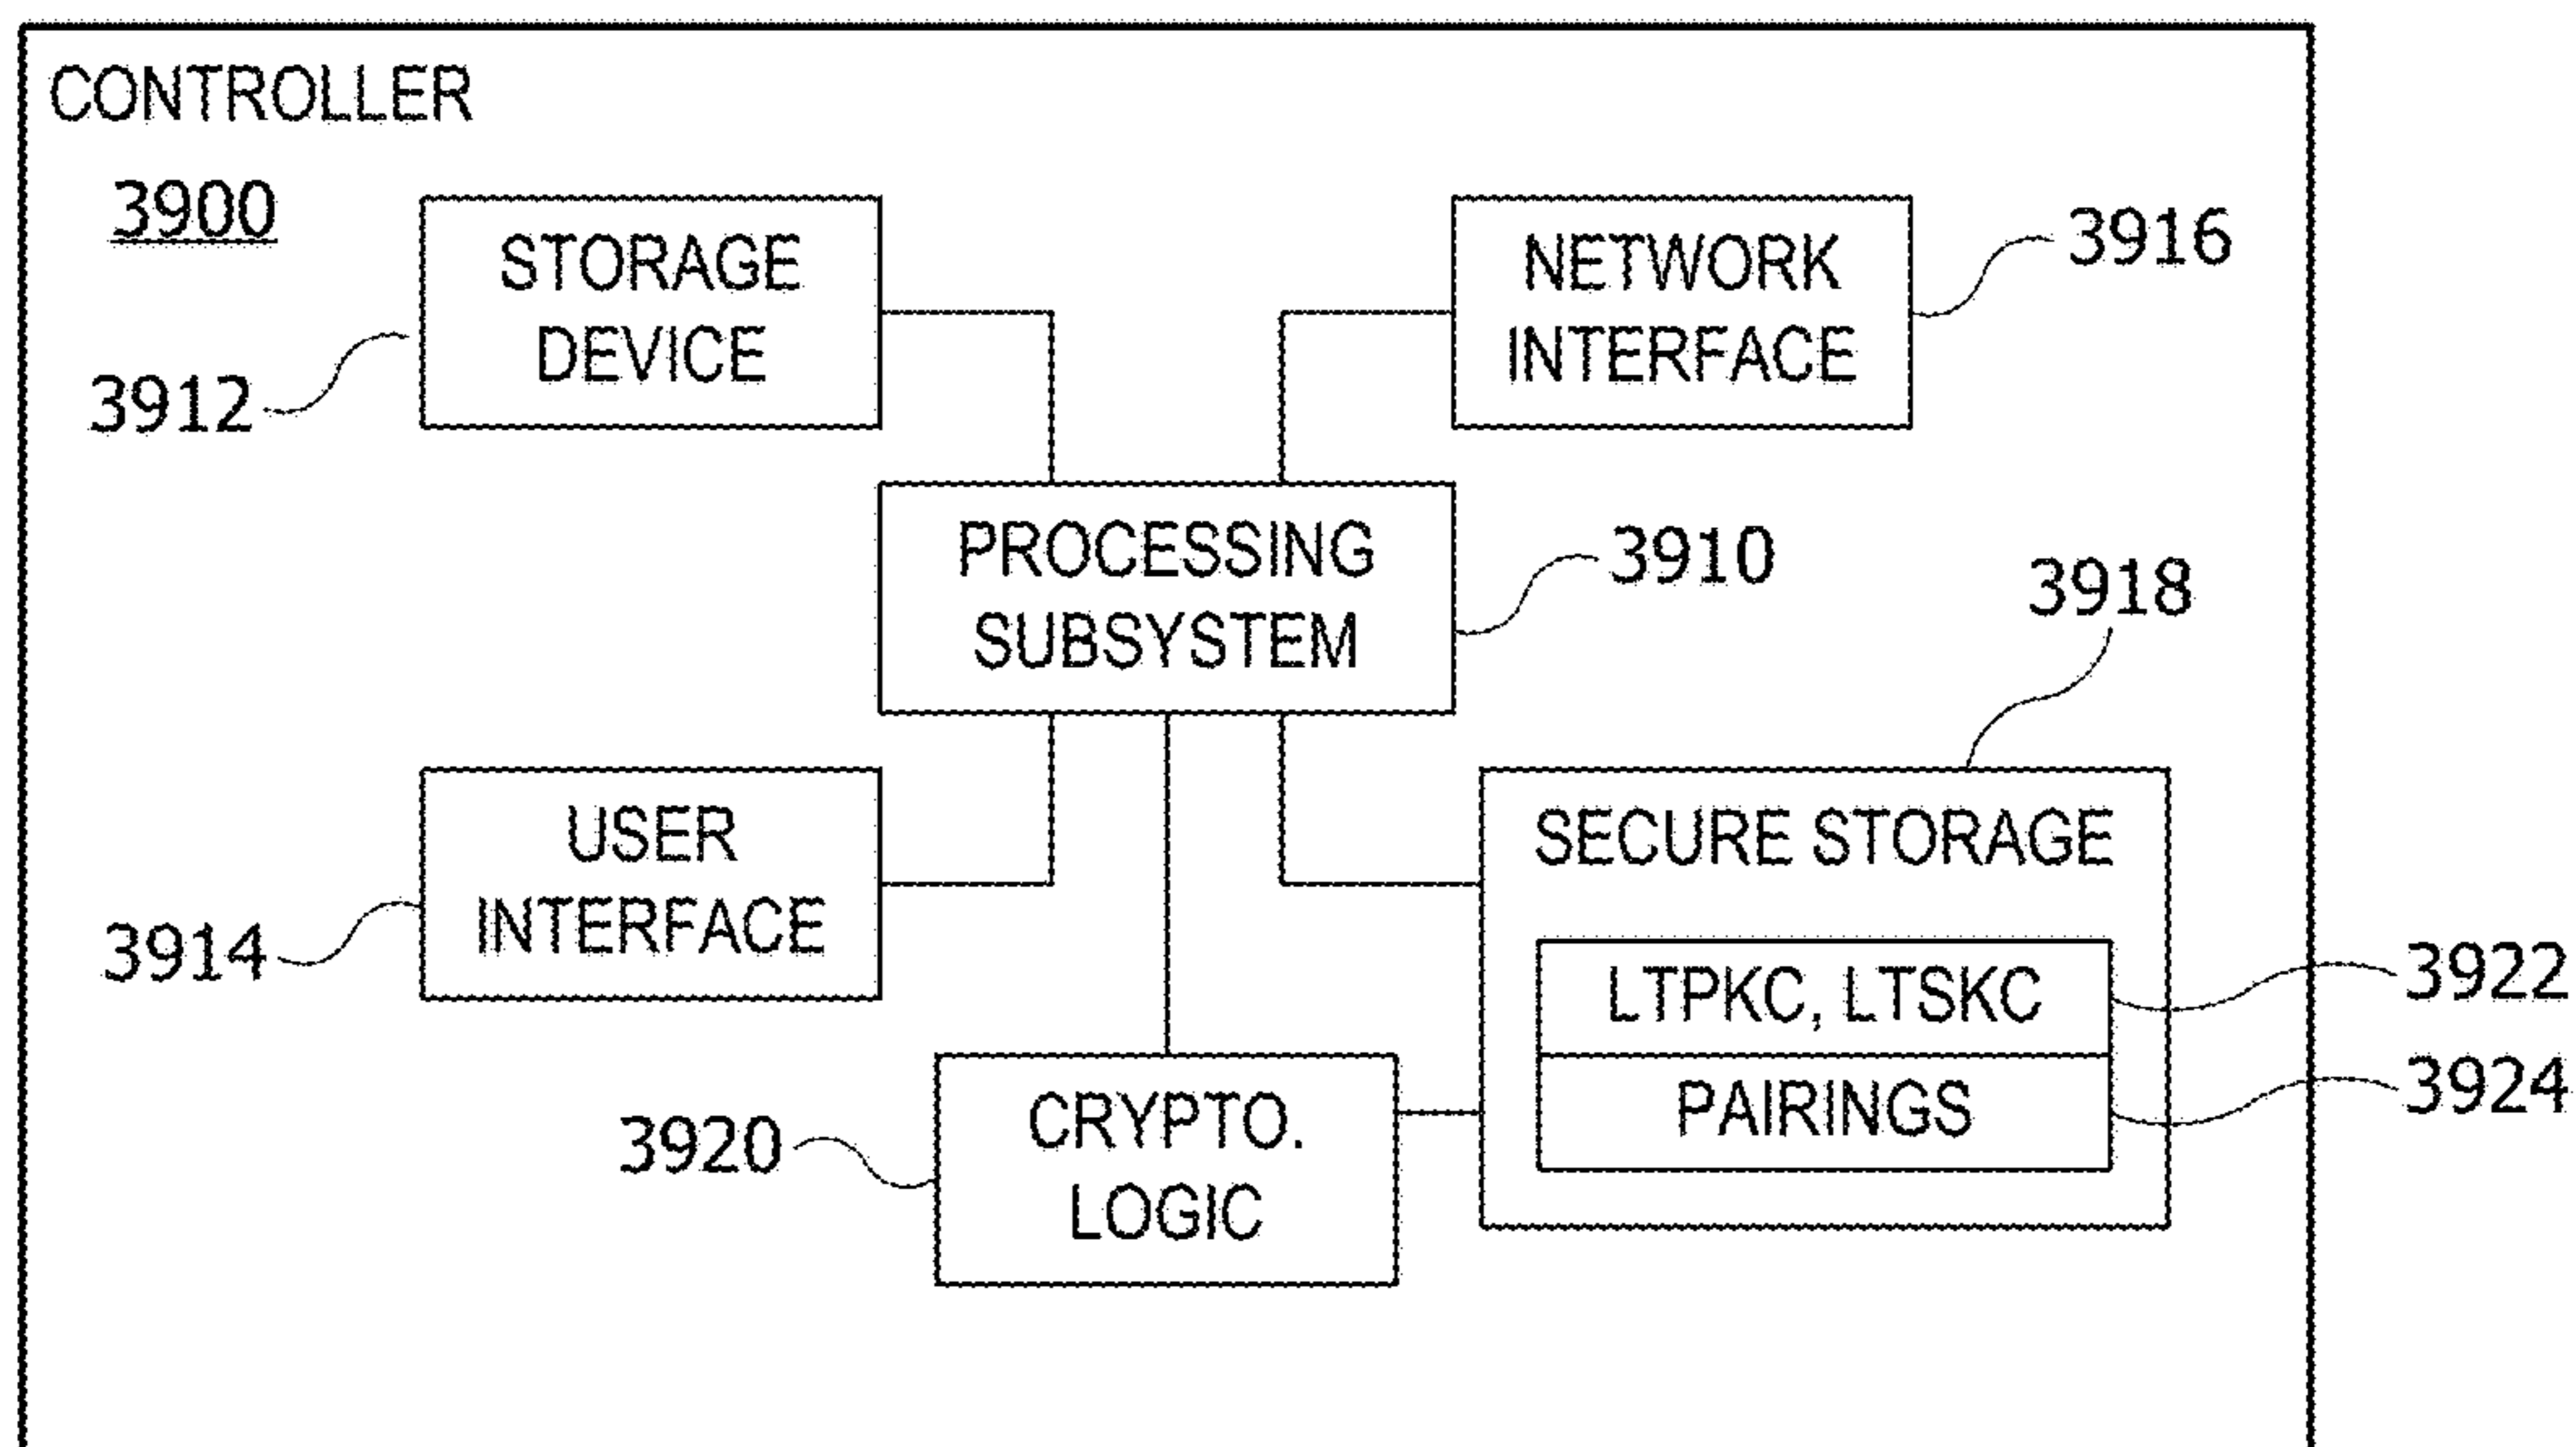 CONTROLLER
3900
STORAGE
DEVICE
3912
NETWORK
INTERFACE
3916
PROCESSING
SUBSYSTEM
3910
3918
USER
INTERFACE
3914
SECURE STORAGE
LTPKC, LTSKC
3922
PAIRINGS
3924
CRYPTO.
LOGIC
3920